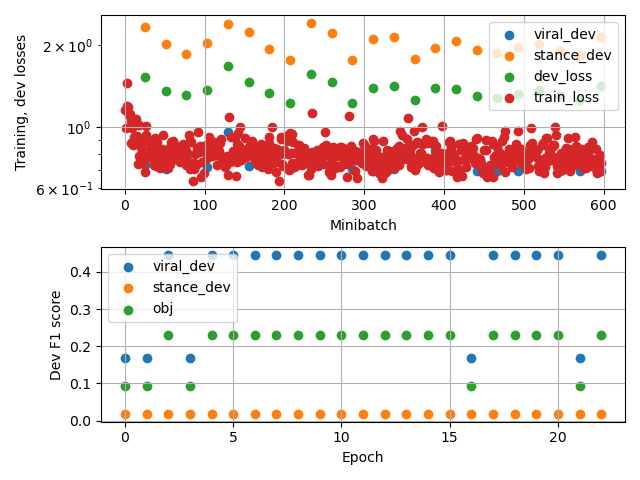 Training, dev losses
2 × 10⁰
10⁰
6 × 10⁻¹
viral_dev
stance_dev
dev_loss
train_loss
0 100 200 300 400 500 600
Minibatch
Dev F1 score
0.4
0.3
0.2
0.1
0.0
viral_dev
stance_dev
obj
0 5 10 15 20
Epoch